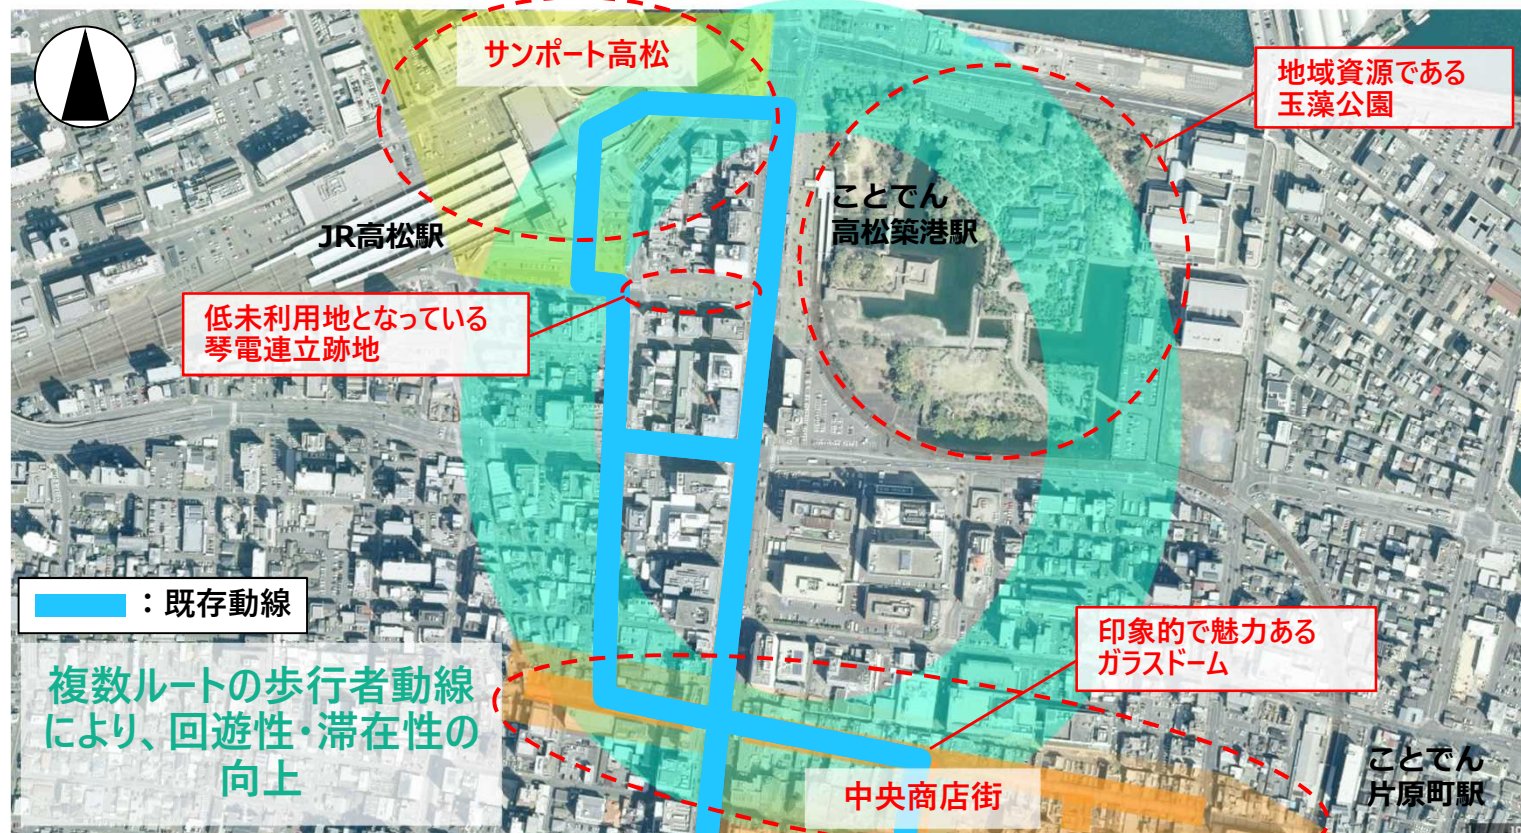 サンポート高松
地域資源である
玉藻公園
ことでん
高松築港駅
JR高松駅
低未利用地となっている
琴電連立跡地
：既存動線
印象的で魅力ある
ガラスドーム
複数ルートの歩行者動線
により、回遊性・滞在性の
向上
中央商店街
ことでん
片原町駅